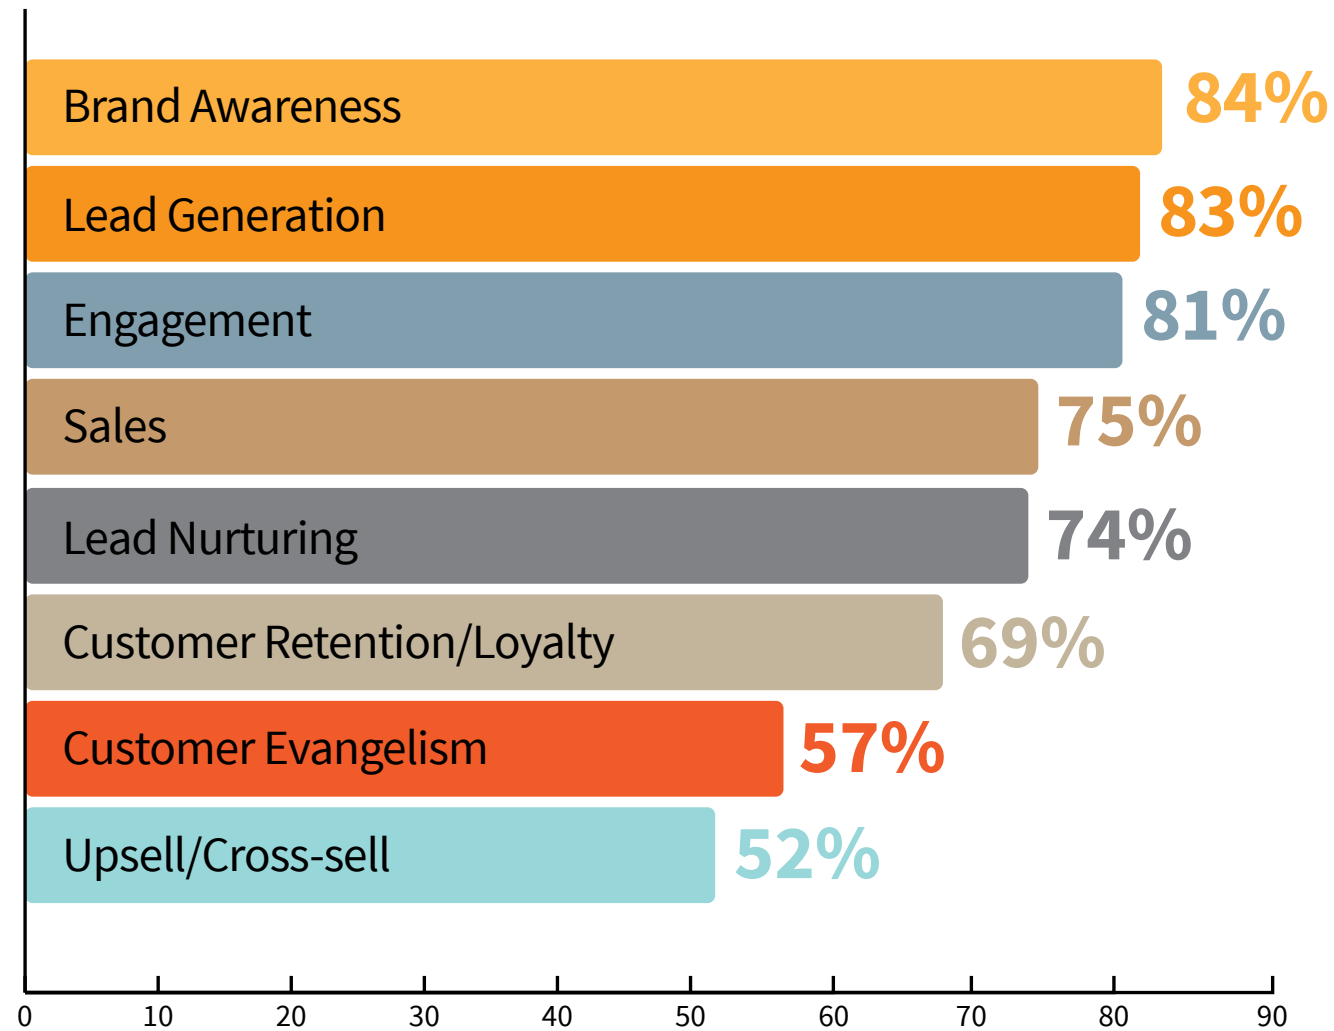 Brand Awareness 84%
Lead Generation 83%
Engagement 81%
Sales 75%
Lead Nurturing 74%
Customer Retention/Loyalty 69%
Customer Evangelism 57%
Upsell/Cross-sell 52%
0 10 20 30 40 50 60 70 80 90